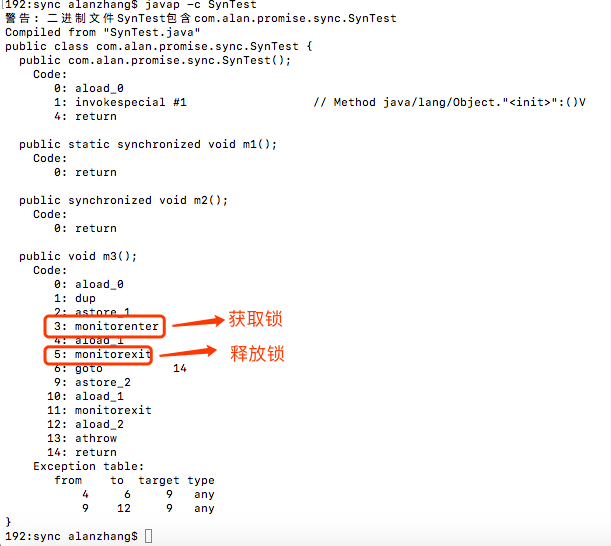 192:sync alanzhang$ javap -c SynTest
警告: 二进制文件SynTest包含com.alan.promise.sync.SynTest
Compiled from "SynTest.java"
public class com.alan.promise.sync.SynTest {
  public com.alan.promise.sync.SynTest();
    Code:
       0: aload_0
       1: invokespecial #1                  // Method java/lang/Object."<init>":()V
       4: return

  public static synchronized void m1();
    Code:
       0: return

  public synchronized void m2();
    Code:
       0: return

  public void m3();
    Code:
       0: aload_0
       1: dup
       2: astore_1
       3: monitorenter 获取锁
       4: aload_1
       5: monitorexit 释放锁
       6: goto          14
       9: astore_2
      10: aload_1
      11: monitorexit
      12: aload_2
      13: athrow
      14: return
    Exception table:
       from    to  target type
           4     6     9   any
           9    12     9   any
}
192:sync alanzhang$